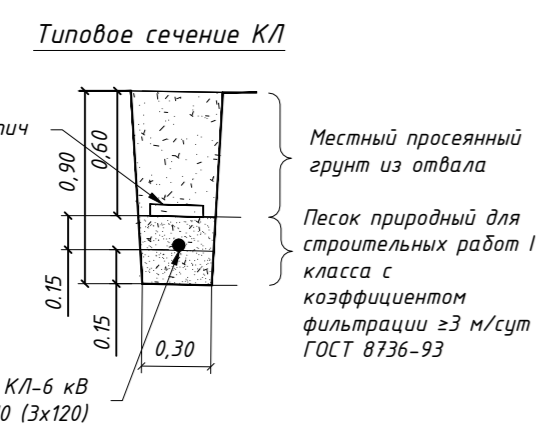 Типовое сечение КЛ
0,90
0,60
Местный просеянный
грунт из отвала
Песок природный для
строительных работ I
класса с
коэффициентом
фильтрации ≥3 м/сут
ГОСТ 8736-93
0.15
0.15
0,30
КЛ-6 кВ
(3х120)